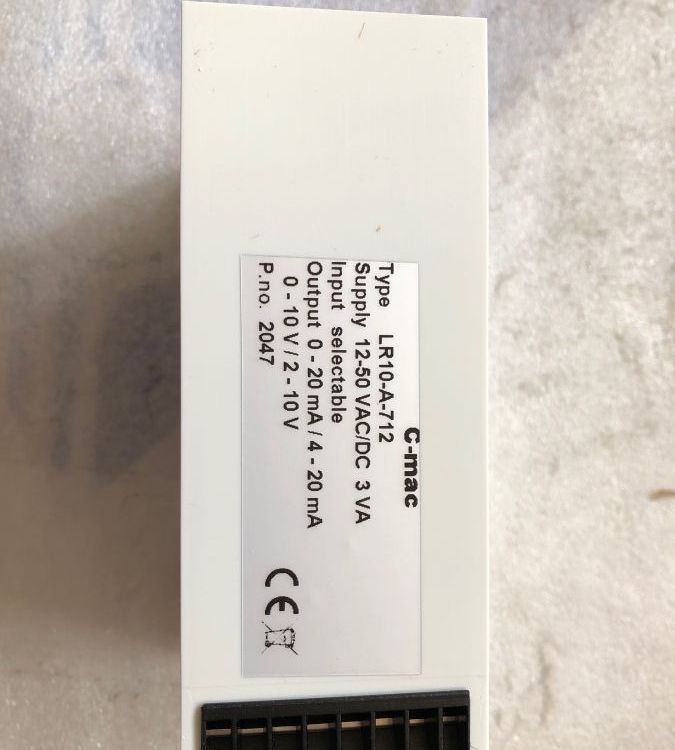 C-mac
Type LR10-A-712
Supply 12-50 VAC/DC 3 VA
Input selectable
Output 0 - 20 mA / 4 - 20 mA
0 - 10 V / 2 - 10 V
P.no. 2047
CE